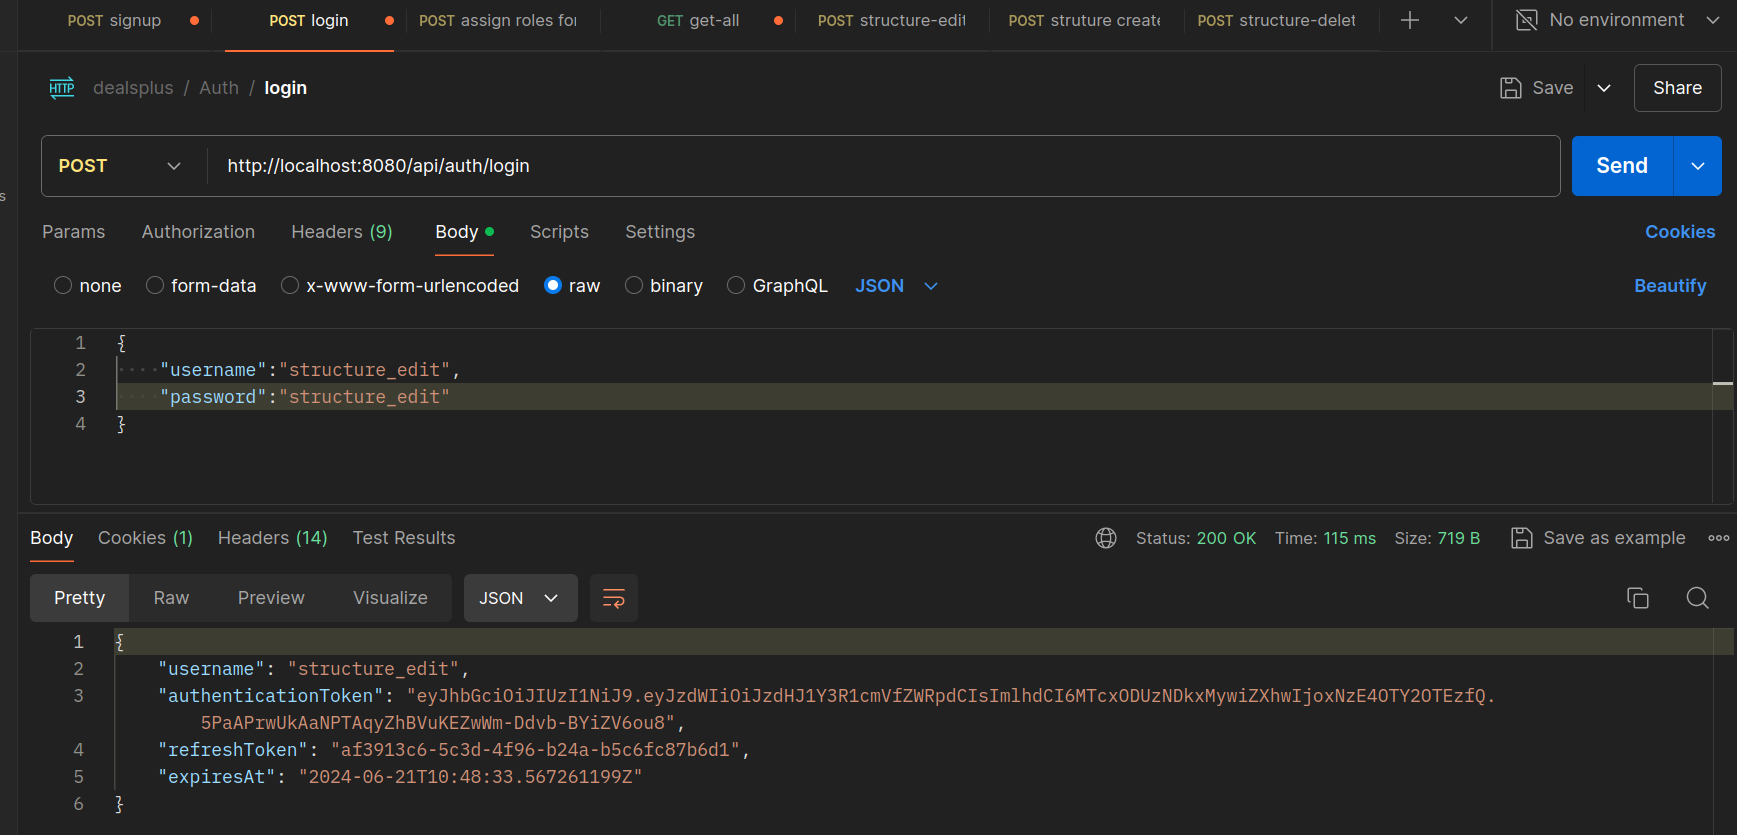 POST signup POST login POST assign roles for GET get-all POST structure-edit POST struture create POST structure-delet No environment
HTTP dealsplus / Auth / login Save Share
POST http://localhost:8080/api/auth/login Send
s
Params Authorization Headers (9) Body Scripts Settings Cookies
none form-data x-www-form-urlencoded raw binary GraphQL JSON Beautify
1 {
2 "username":"structure_edit",
3 "password":"structure_edit"
4 }
Body Cookies (1) Headers (14) Test Results Status: 200 OK Time: 115 ms Size: 719 B Save as example
Pretty Raw Preview Visualize JSON
1 {
2 "username": "structure_edit",
3 "authenticationToken": "eyJhbGciOiJIUzI1NiJ9.eyJzdWIiOiJzdHJ1Y3R1cmVfZWRpdCIsImlhdCI6MTcxODUzNDkxMywiZXhwIjoxNzE4OTY2OTEzfQ.
5PaAPrwUkAaNPTAqyZhBVuKEZwWm-Ddvb-BYiZV6ou8",
4 "refreshToken": "af3913c6-5c3d-4f96-b24a-b5c6fc87b6d1",
5 "expiresAt": "2024-06-21T10:48:33.567261199Z"
6 }